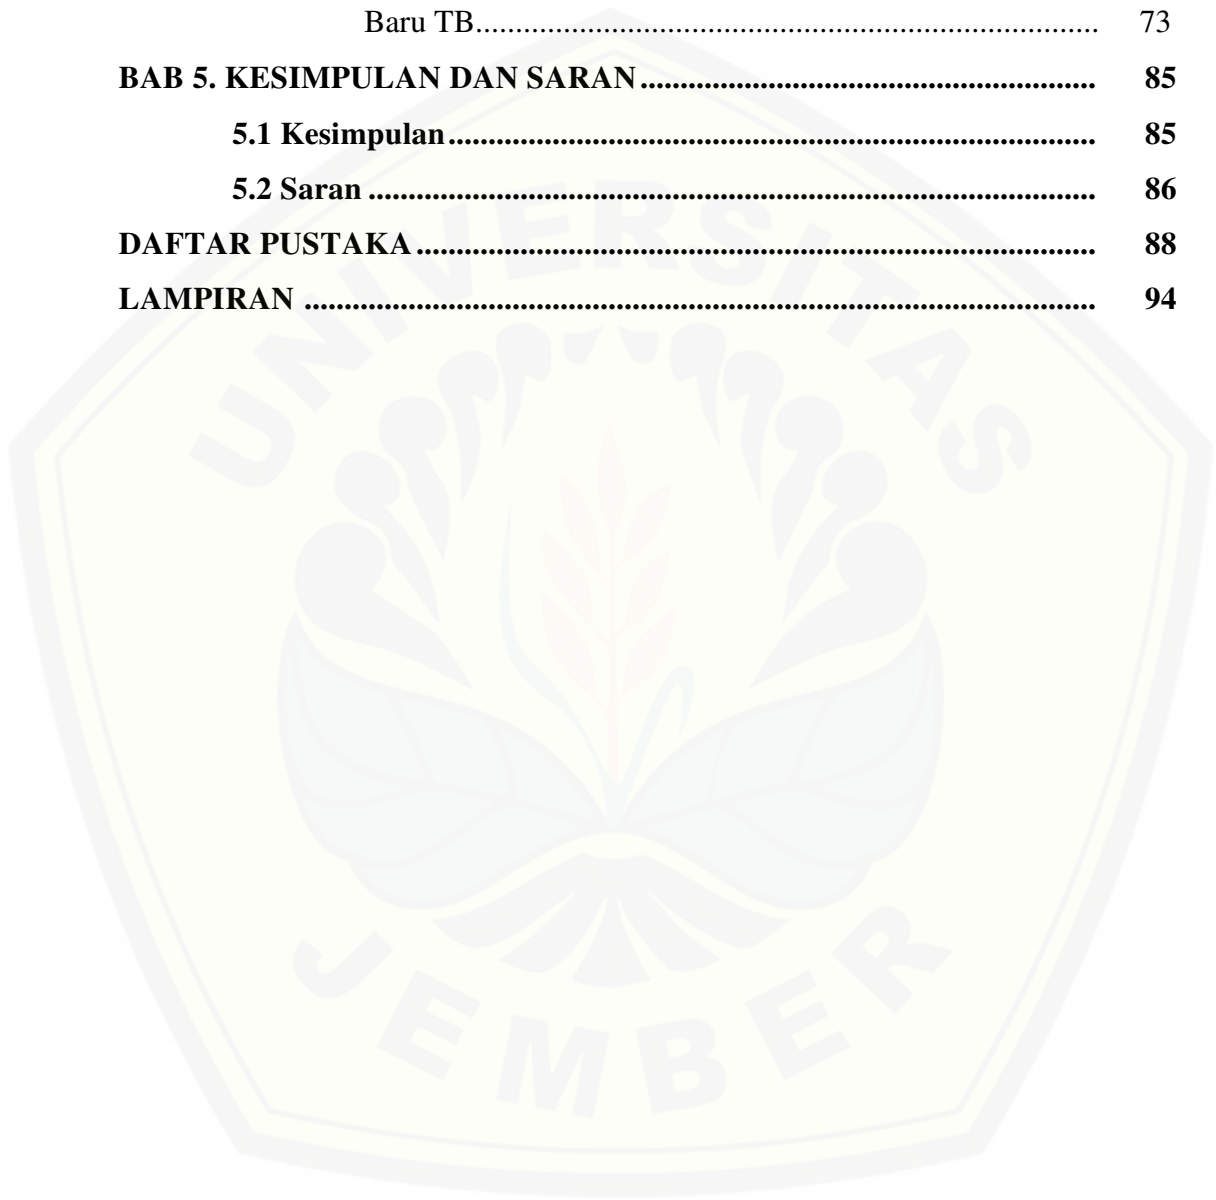 Baru TB.............................................................................. 73
BAB 5. KESIMPULAN DAN SARAN......................................................... 85
5.1 Kesimpulan................................................................................. 85
5.2 Saran ........................................................................................... 86
DAFTAR PUSTAKA..................................................................................... 88
LAMPIRAN ................................................................................................... 94
UNIVERSITAS
JEMBER